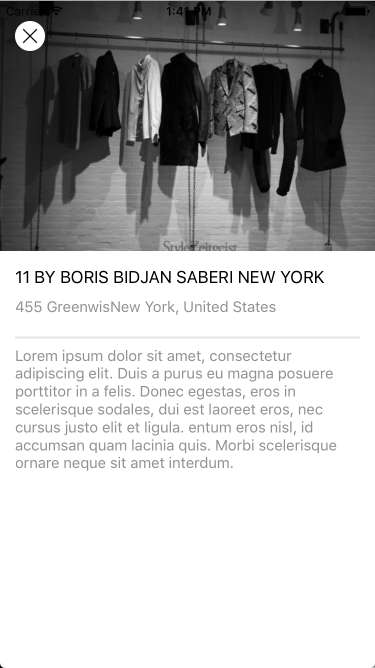 Carrier
1:41 PM
StyleZeitgeist
11 BY BORIS BIDJAN SABERI NEW YORK
455 GreenwisNew York, United States
Lorem ipsum dolor sit amet, consectetur
adipiscing elit. Duis a purus eu magna posuere
porttitor in a felis. Donec egestas, eros in
scelerisque sodales, dui est laoreet eros, nec
cursus justo elit et ligula. entum eros nisl, id
accumsan quam lacinia quis. Morbi scelerisque
ornare neque sit amet interdum.